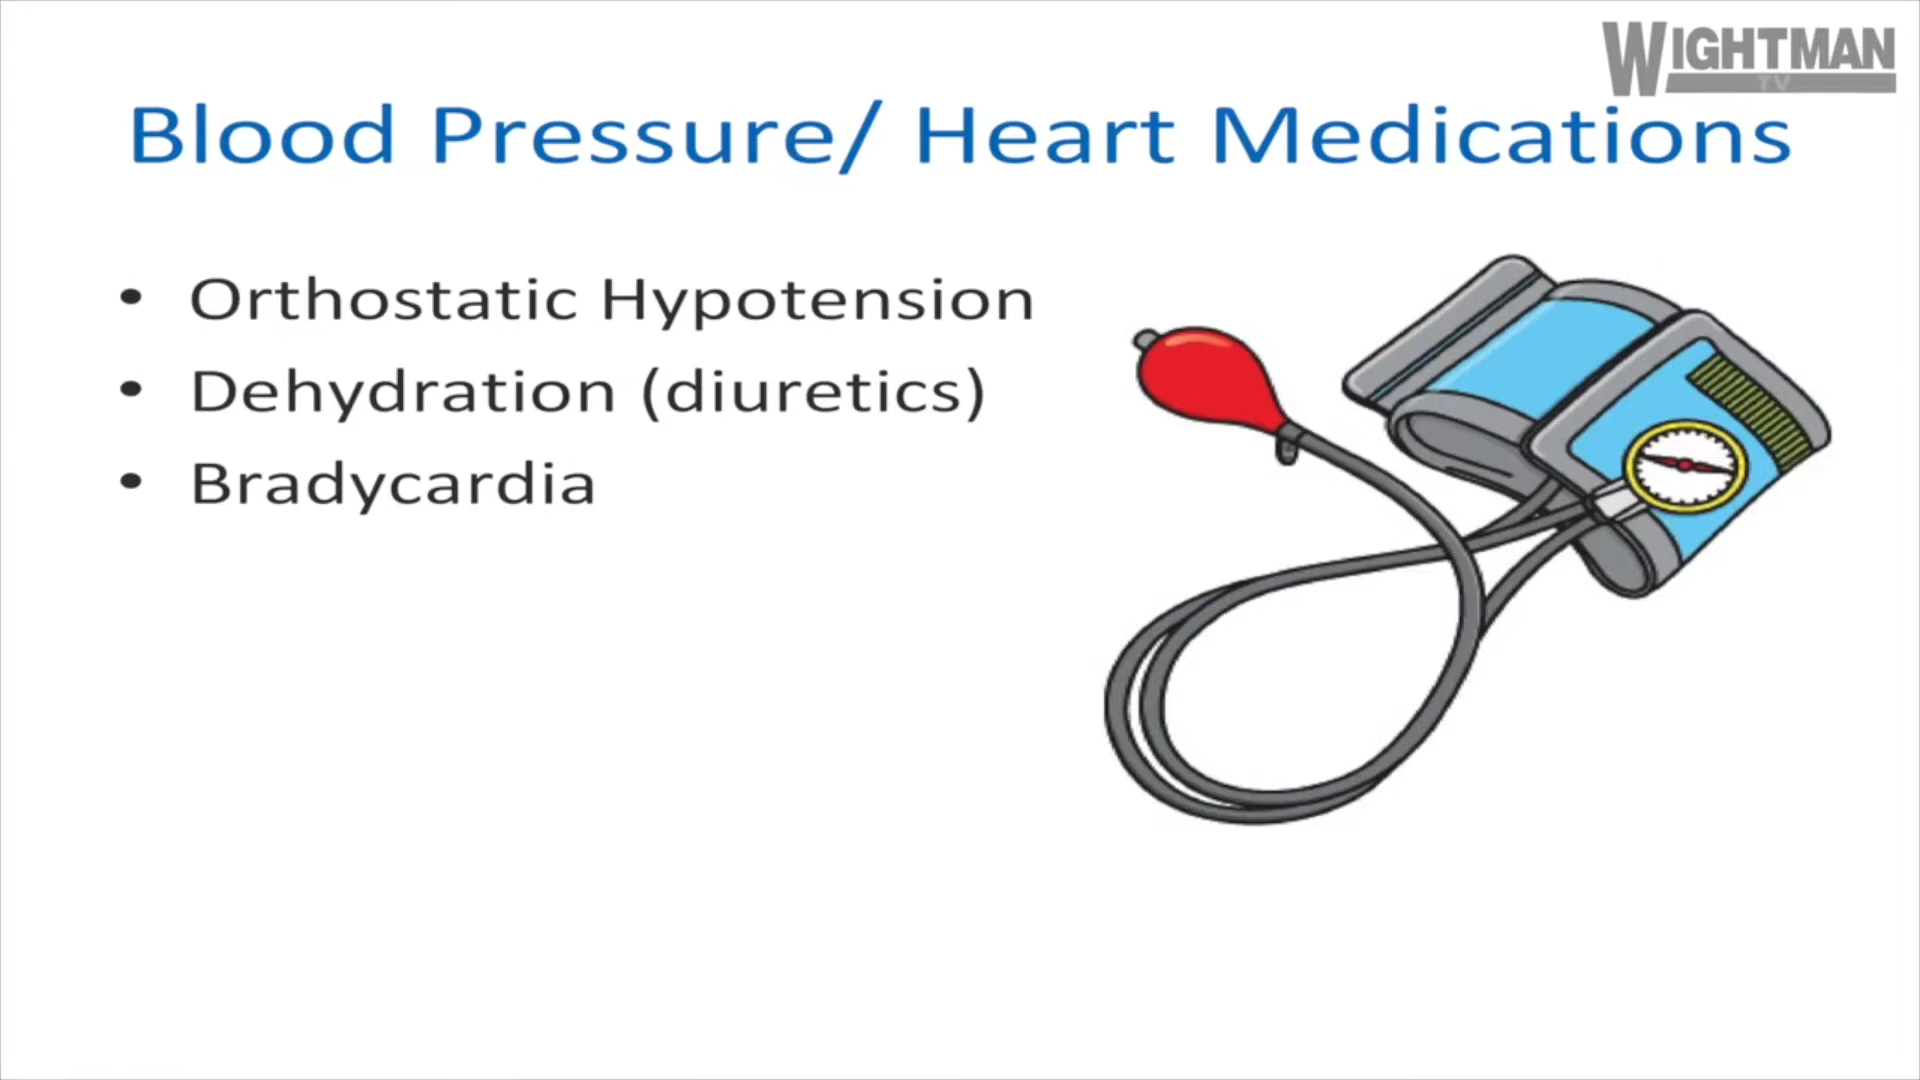 WIGHTMAN
TV
Blood Pressure/ Heart Medications
• Orthostatic Hypotension
• Dehydration (diuretics)
• Bradycardia